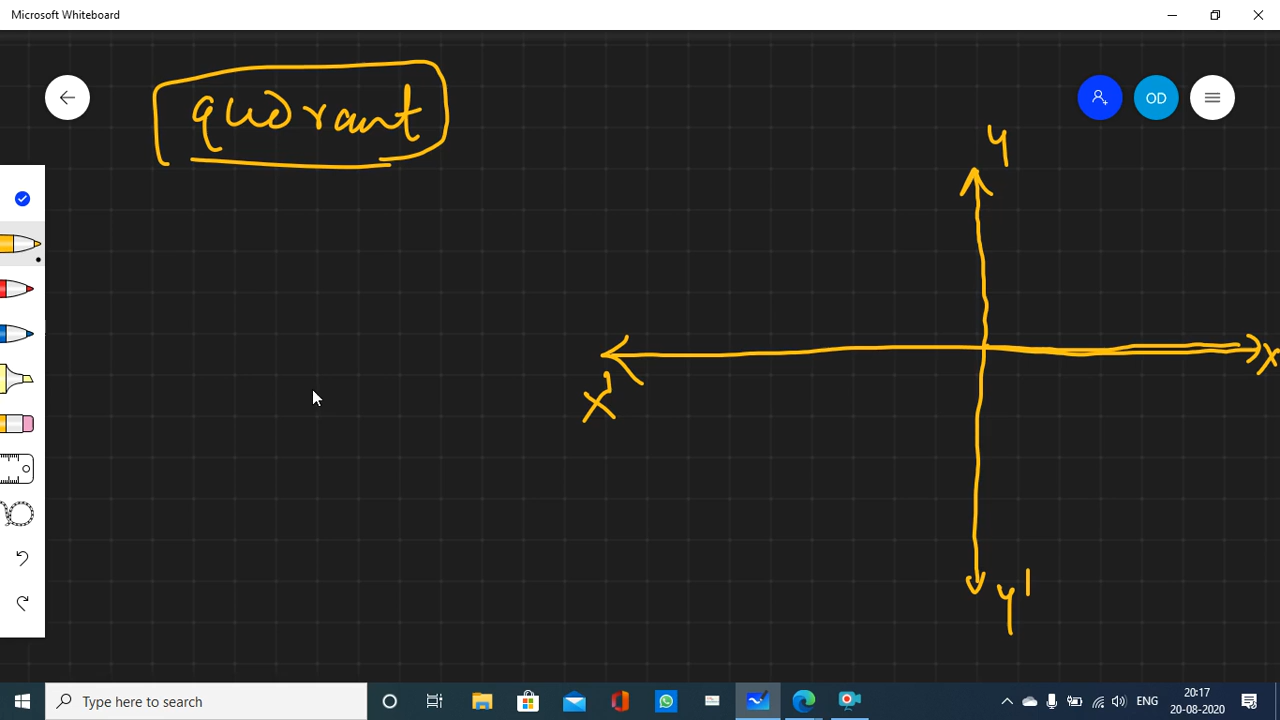 Microsoft Whiteboard
quadrant
OD
y
x
x'
y'
Type here to search
ENG
20:17
20-08-2020